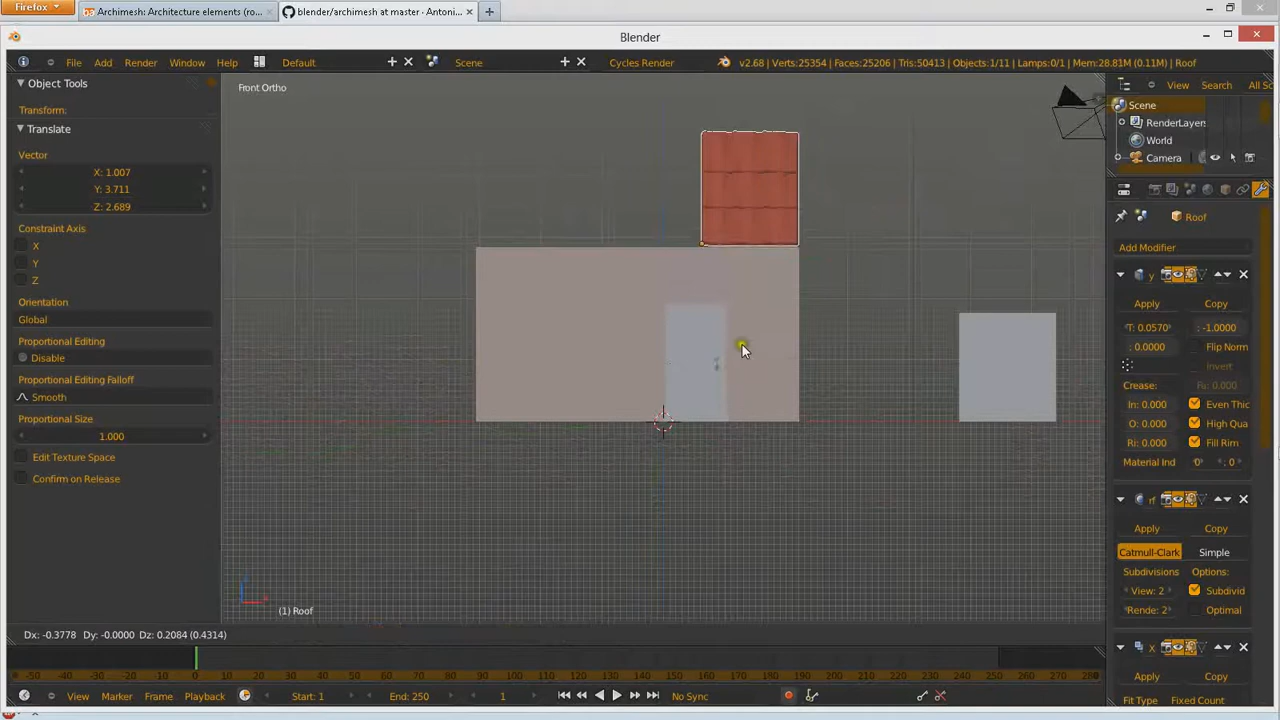 Firefox
Archimesh: Architecture elements (ro...
blender/archimesh at master · Antoni...
Blender
File Add Render Window Help
Default
Scene
Cycles Render
v2.68 | Verts:25354 | Faces:25206 | Tris:50413 | Objects:1/11 | Lamps:0/1 | Mem:28.81M (0.11M) | Roof
Object Tools
Transform.
Translate
Vector
X: 1.007
Y: 3.711
Z: 2.689
Constraint Axis
X
Y
Z
Orientation
Global
Proportional Editing
Disable
Proportional Editing Falloff
Smooth
Proportional Size
1.000
Edit Texture Space
Confirm on Release
Front Ortho
(1) Roof
Dx: -0.3778 Dy: -0.0000 Dz: 0.2084 (0.4314)
View Search All Sc
Scene
RenderLayers
World
Camera
Roof
Add Modifier
y
Apply Copy
T: 0.0570 : -1.0000
: 0.0000 Flip Norm
Invert
Crease: Fa: 0.000
In: 0.000 Even Thic
O: 0.000 High Qua
Ri: 0.000 Fill Rim
Material Ind 0 : 0
rf
Apply Copy
Catmull-Clark Simple
Subdivisions Options:
View: 2 Subdivid
Rende: 2 Optimal
X
Apply Copy
Fit Type Fixed Count
-50 -40 -30 -20 -10 0 10 20 30 40 50 60 70 80 90 100 110 120 130 140 150 160 170 180 190 200 210 220 230 240 250 260 270 280
View Marker Frame Playback
Start: 1
End: 250
1
No Sync